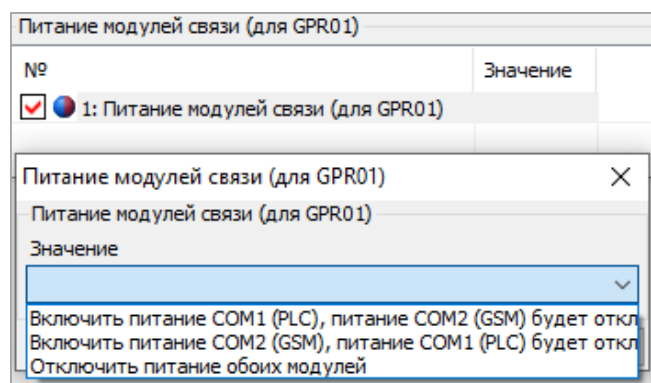 Питание модулей связи (для GPR01)
№ Значение
1: Питание модулей связи (для GPR01)
Питание модулей связи (для GPR01)
Питание модулей связи (для GPR01)
Значение
Включить питание COM1 (PLC), питание COM2 (GSM) будет откл
Включить питание COM2 (GSM), питание COM1 (PLC) будет откл
Отключить питание обоих модулей